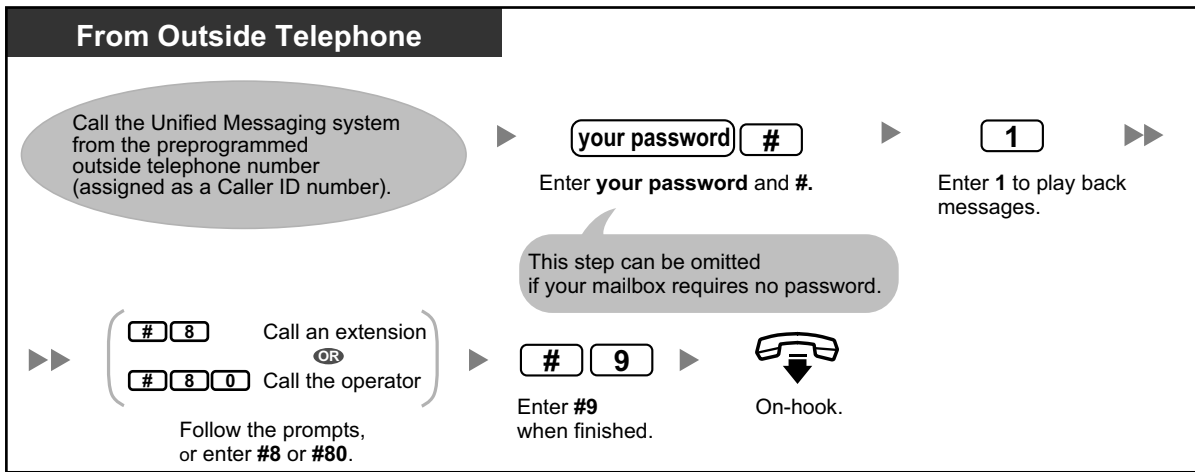 From Outside Telephone
Call the Unified Messaging system
from the preprogrammed
outside telephone number
(assigned as a Caller ID number).
your password #
Enter your password and #.
This step can be omitted
if your mailbox requires no password.
1
Enter 1 to play back
messages.
# 8 Call an extension
OR
# 8 0 Call the operator
Follow the prompts,
or enter #8 or #80.
# 9
Enter #9
when finished.
On-hook.